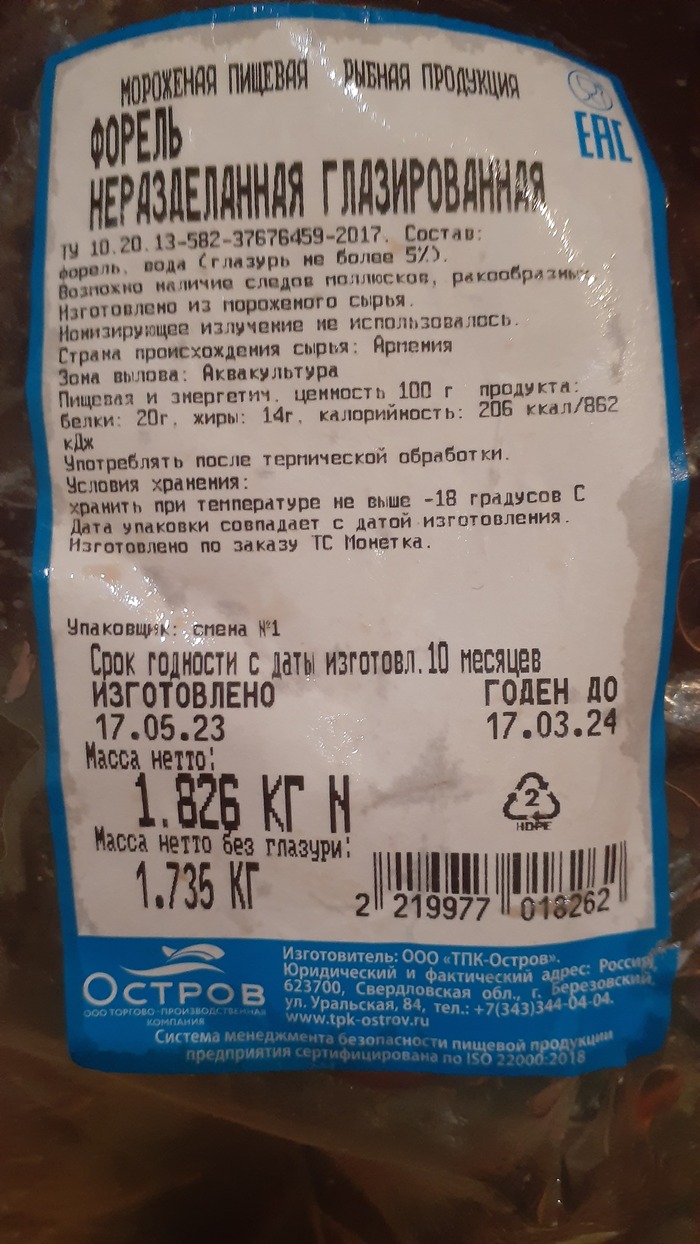 МОРОЖЕНАЯ ПИЩЕВАЯ РЫБНАЯ ПРОДУКЦИЯ
EAC
ФОРЕЛЬ
НЕРАЗДЕЛАННАЯ ГЛАЗИРОВАННАЯ
ТУ 10.20.13-582-37676459-2017. Состав:
форель, вода (глазурь не более 5%).
Возможно наличие следов моллюсков, ракообразных.
Изготовлено из мороженого сырья.
Ионизирующее излучение не использовалось.
Страна происхождения сырья: Армения
Зона вылова: Аквакультура
Пищевая и энергетич. ценность 100 г продукта:
белки: 20г, жиры: 14г, калорийность: 206 ккал/862
кДж
Употреблять после термической обработки.
Условия хранения:
хранить при температуре не выше -18 градусов С
Дата упаковки совпадает с датой изготовления.
Изготовлено по заказу ТС Монетка.
Упаковщик: смена №1
Срок годности с даты изготовл. 10 месяцев
ИЗГОТОВЛЕНО ГОДЕН ДО
17.05.23 17.03.24
Масса нетто:
1.826 КГ N
2
HDPE
Масса нетто без глазури:
1.735 КГ
2 219977 018262
ОСТРОВ
ООО ТОРГОВО-ПРОИЗВОДСТВЕННАЯ
КОМПАНИЯ
Изготовитель: ООО «ТПК-Остров».
Юридический и фактический адрес: Россия,
623700, Свердловская обл., г. Березовский,
ул. Уральская, 84, тел.: +7(343)344-04-04.
www.tpk-ostrov.ru
Система менеджмента безопасности пищевой продукции
предприятия сертифицирована по ISO 22000:2018